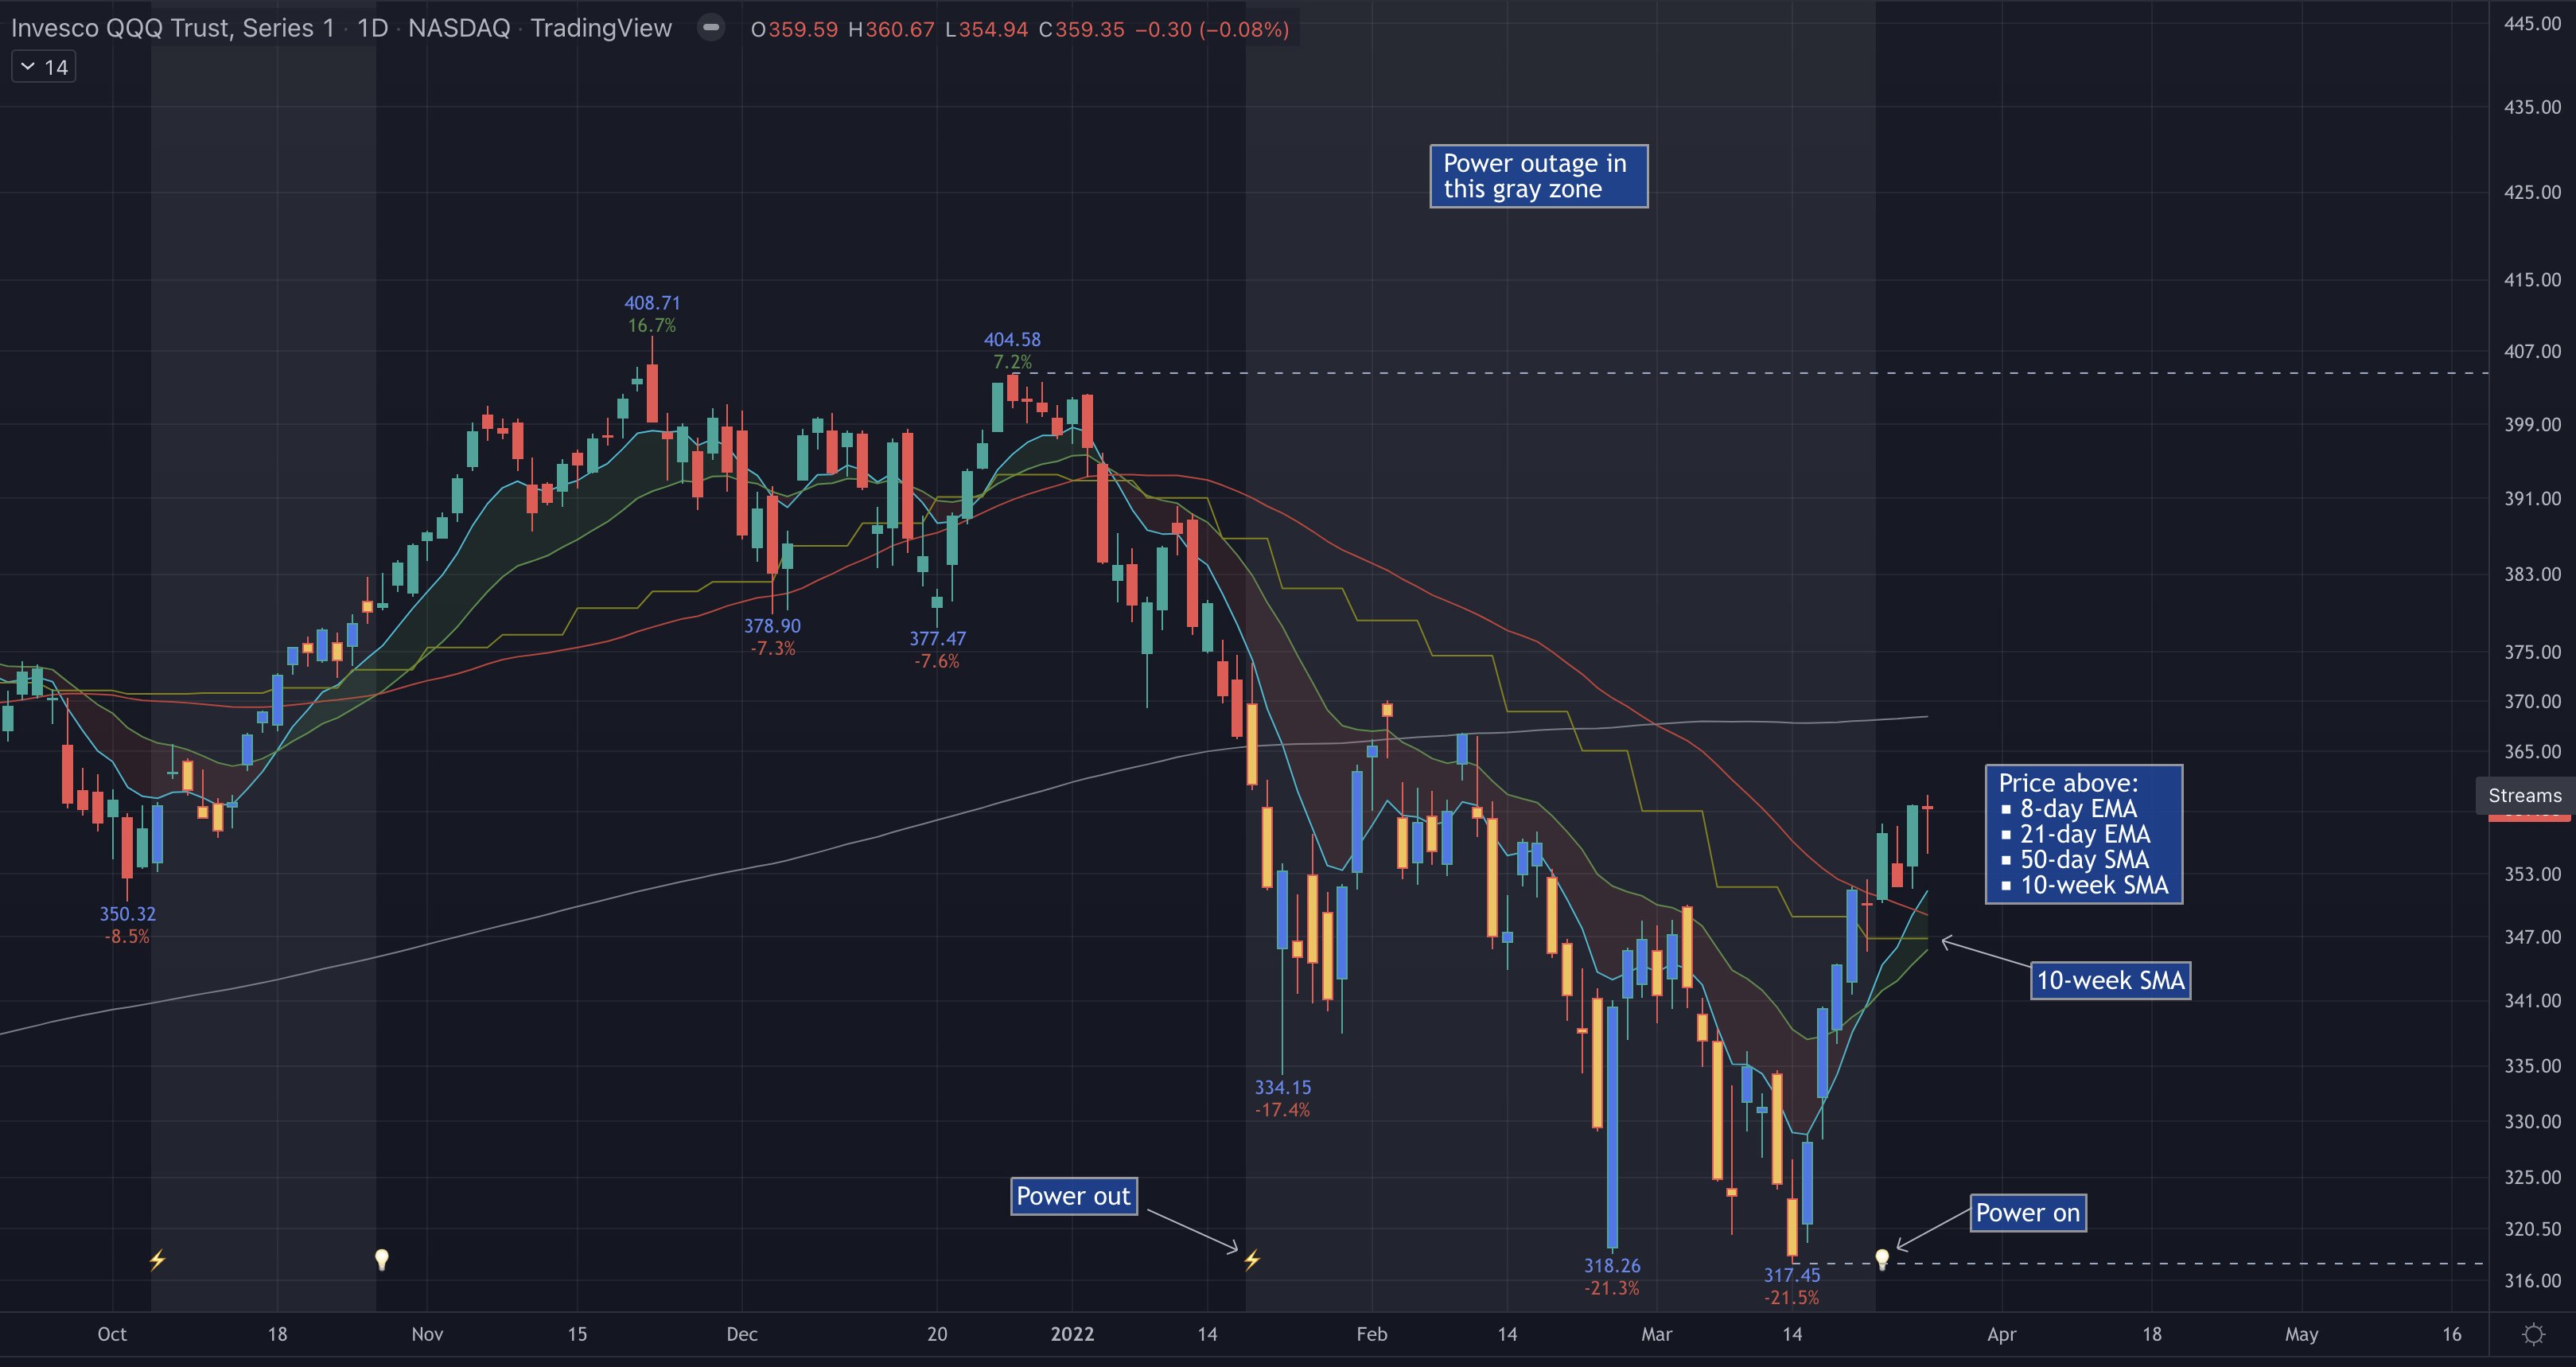 Invesco QQQ Trust, Series 1 · 1D · NASDAQ · TradingView O359.59 H360.67 L354.94 C359.35 −0.30 (−0.08%)
14
445.00
435.00
425.00
415.00
407.00
399.00
391.00
383.00
375.00
370.00
365.00
Streams
353.00
347.00
341.00
335.00
330.00
325.00
320.50
316.00
Power outage in
this gray zone
408.71
16.7%
404.58
7.2%
378.90
-7.3%
377.47
-7.6%
350.32
-8.5%
334.15
-17.4%
318.26
-21.3%
317.45
-21.5%
Price above:
▪ 8-day EMA
▪ 21-day EMA
▪ 50-day SMA
▪ 10-week SMA
10-week SMA
Power out
Power on
Oct 18 Nov 15 Dec 20 2022 14 Feb 14 Mar 14 Apr 18 May 16